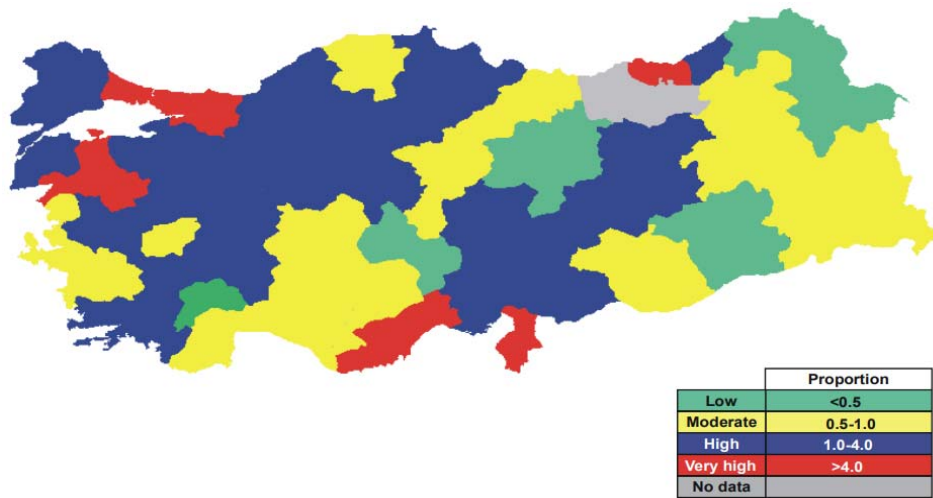 Proportion
Low <0.5
Moderate 0.5-1.0
High 1.0-4.0
Very high >4.0
No data